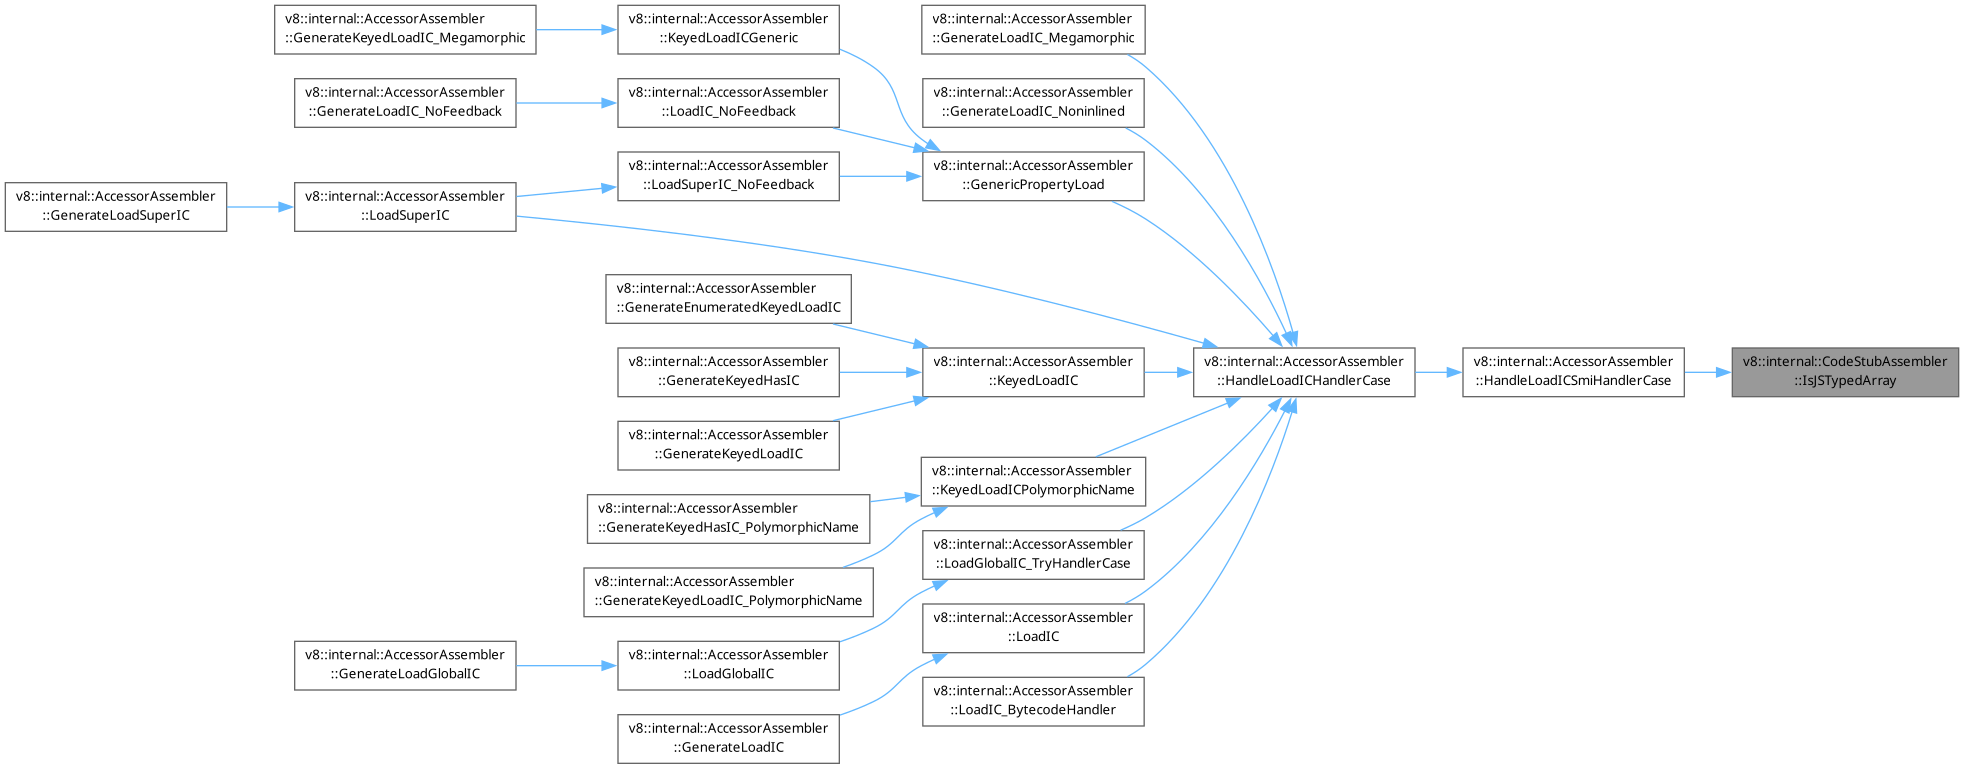 v8::internal::AccessorAssembler
::GenerateKeyedLoadIC_Megamorphic
v8::internal::AccessorAssembler
::KeyedLoadICGeneric
v8::internal::AccessorAssembler
::GenerateLoadIC_Megamorphic
v8::internal::AccessorAssembler
::GenerateLoadIC_NoFeedback
v8::internal::AccessorAssembler
::LoadIC_NoFeedback
v8::internal::AccessorAssembler
::GenerateLoadIC_Noninlined
v8::internal::AccessorAssembler
::GenerateLoadSuperIC
v8::internal::AccessorAssembler
::LoadSuperIC
v8::internal::AccessorAssembler
::LoadSuperIC_NoFeedback
v8::internal::AccessorAssembler
::GenericPropertyLoad
v8::internal::AccessorAssembler
::GenerateEnumeratedKeyedLoadIC
v8::internal::AccessorAssembler
::GenerateKeyedHasIC
v8::internal::AccessorAssembler
::KeyedLoadIC
v8::internal::AccessorAssembler
::HandleLoadICHandlerCase
v8::internal::AccessorAssembler
::HandleLoadICSmiHandlerCase
v8::internal::CodeStubAssembler
::IsJSTypedArray
v8::internal::AccessorAssembler
::GenerateKeyedLoadIC
v8::internal::AccessorAssembler
::KeyedLoadICPolymorphicName
v8::internal::AccessorAssembler
::GenerateKeyedHasIC_PolymorphicName
v8::internal::AccessorAssembler
::LoadGlobalIC_TryHandlerCase
v8::internal::AccessorAssembler
::GenerateKeyedLoadIC_PolymorphicName
v8::internal::AccessorAssembler
::LoadIC
v8::internal::AccessorAssembler
::GenerateLoadGlobalIC
v8::internal::AccessorAssembler
::LoadGlobalIC
v8::internal::AccessorAssembler
::LoadIC_BytecodeHandler
v8::internal::AccessorAssembler
::GenerateLoadIC